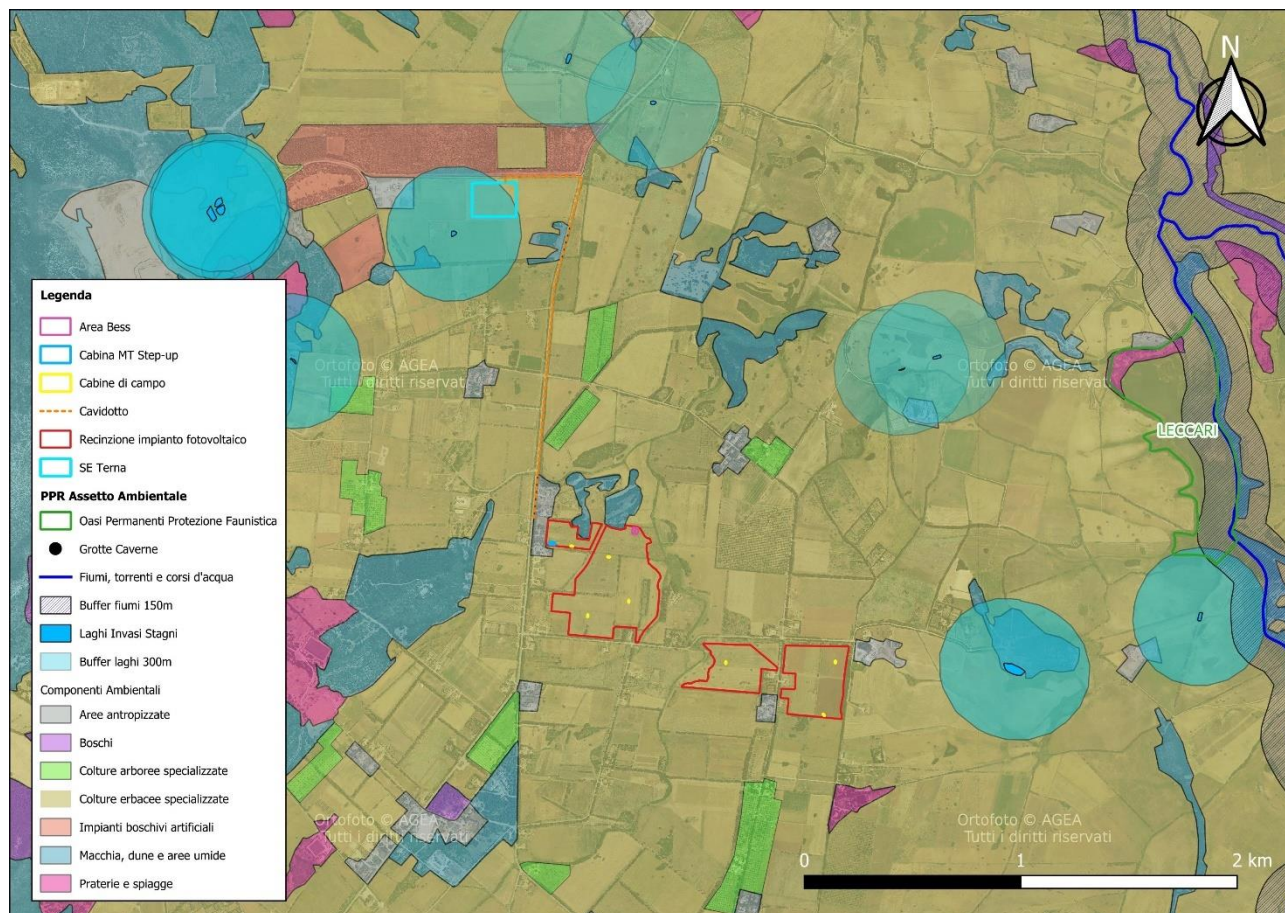 N
Ortofoto © AGEA
Tutti i diritti riservati
Ortofoto © AGEA
Tutti i diritti riservati
LECCARI
Legenda
Area Bess
Cabina MT Step-up
Cabine di campo
Cavidotto
Recinzione impianto fotovoltaico
SE Terna
PPR Assetto Ambientale
Oasi Permanenti Protezione Faunistica
Grotte Caverne
Fiumi, torrenti e corsi d'acqua
Buffer fiumi 150m
Laghi Invasi Stagni
Buffer laghi 300m
Componenti Ambientali
Aree antropizzate
Boschi
Colture arboree specializzate
Colture erbacee specializzate
Impianti boschivi artificiali
Macchia, dune e aree umide
Praterie e spiagge
Ortofoto © AGEA
Tutti i diritti riservati
Ortofoto © AGEA
Tutti i diritti riservati
0 1 2 km